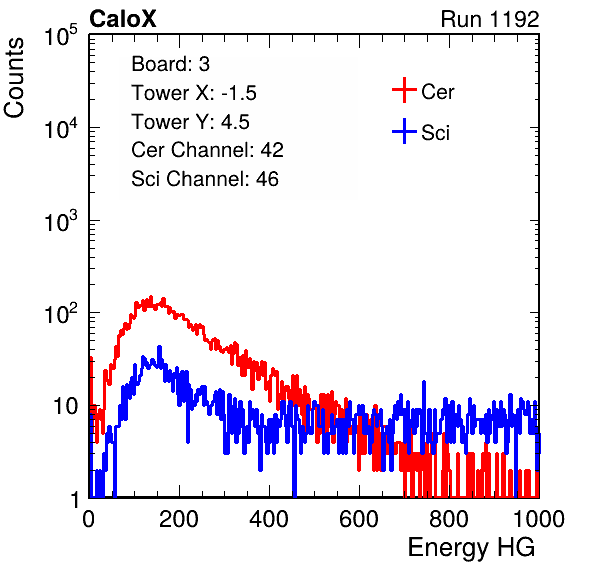 CaloX Run 1192
Counts
10^5
10^4
10^3
10^2
10
1
Board: 3
Tower X: -1.5
Tower Y: 4.5
Cer Channel: 42
Sci Channel: 46
Cer
Sci
0 200 400 600 800 1000
Energy HG